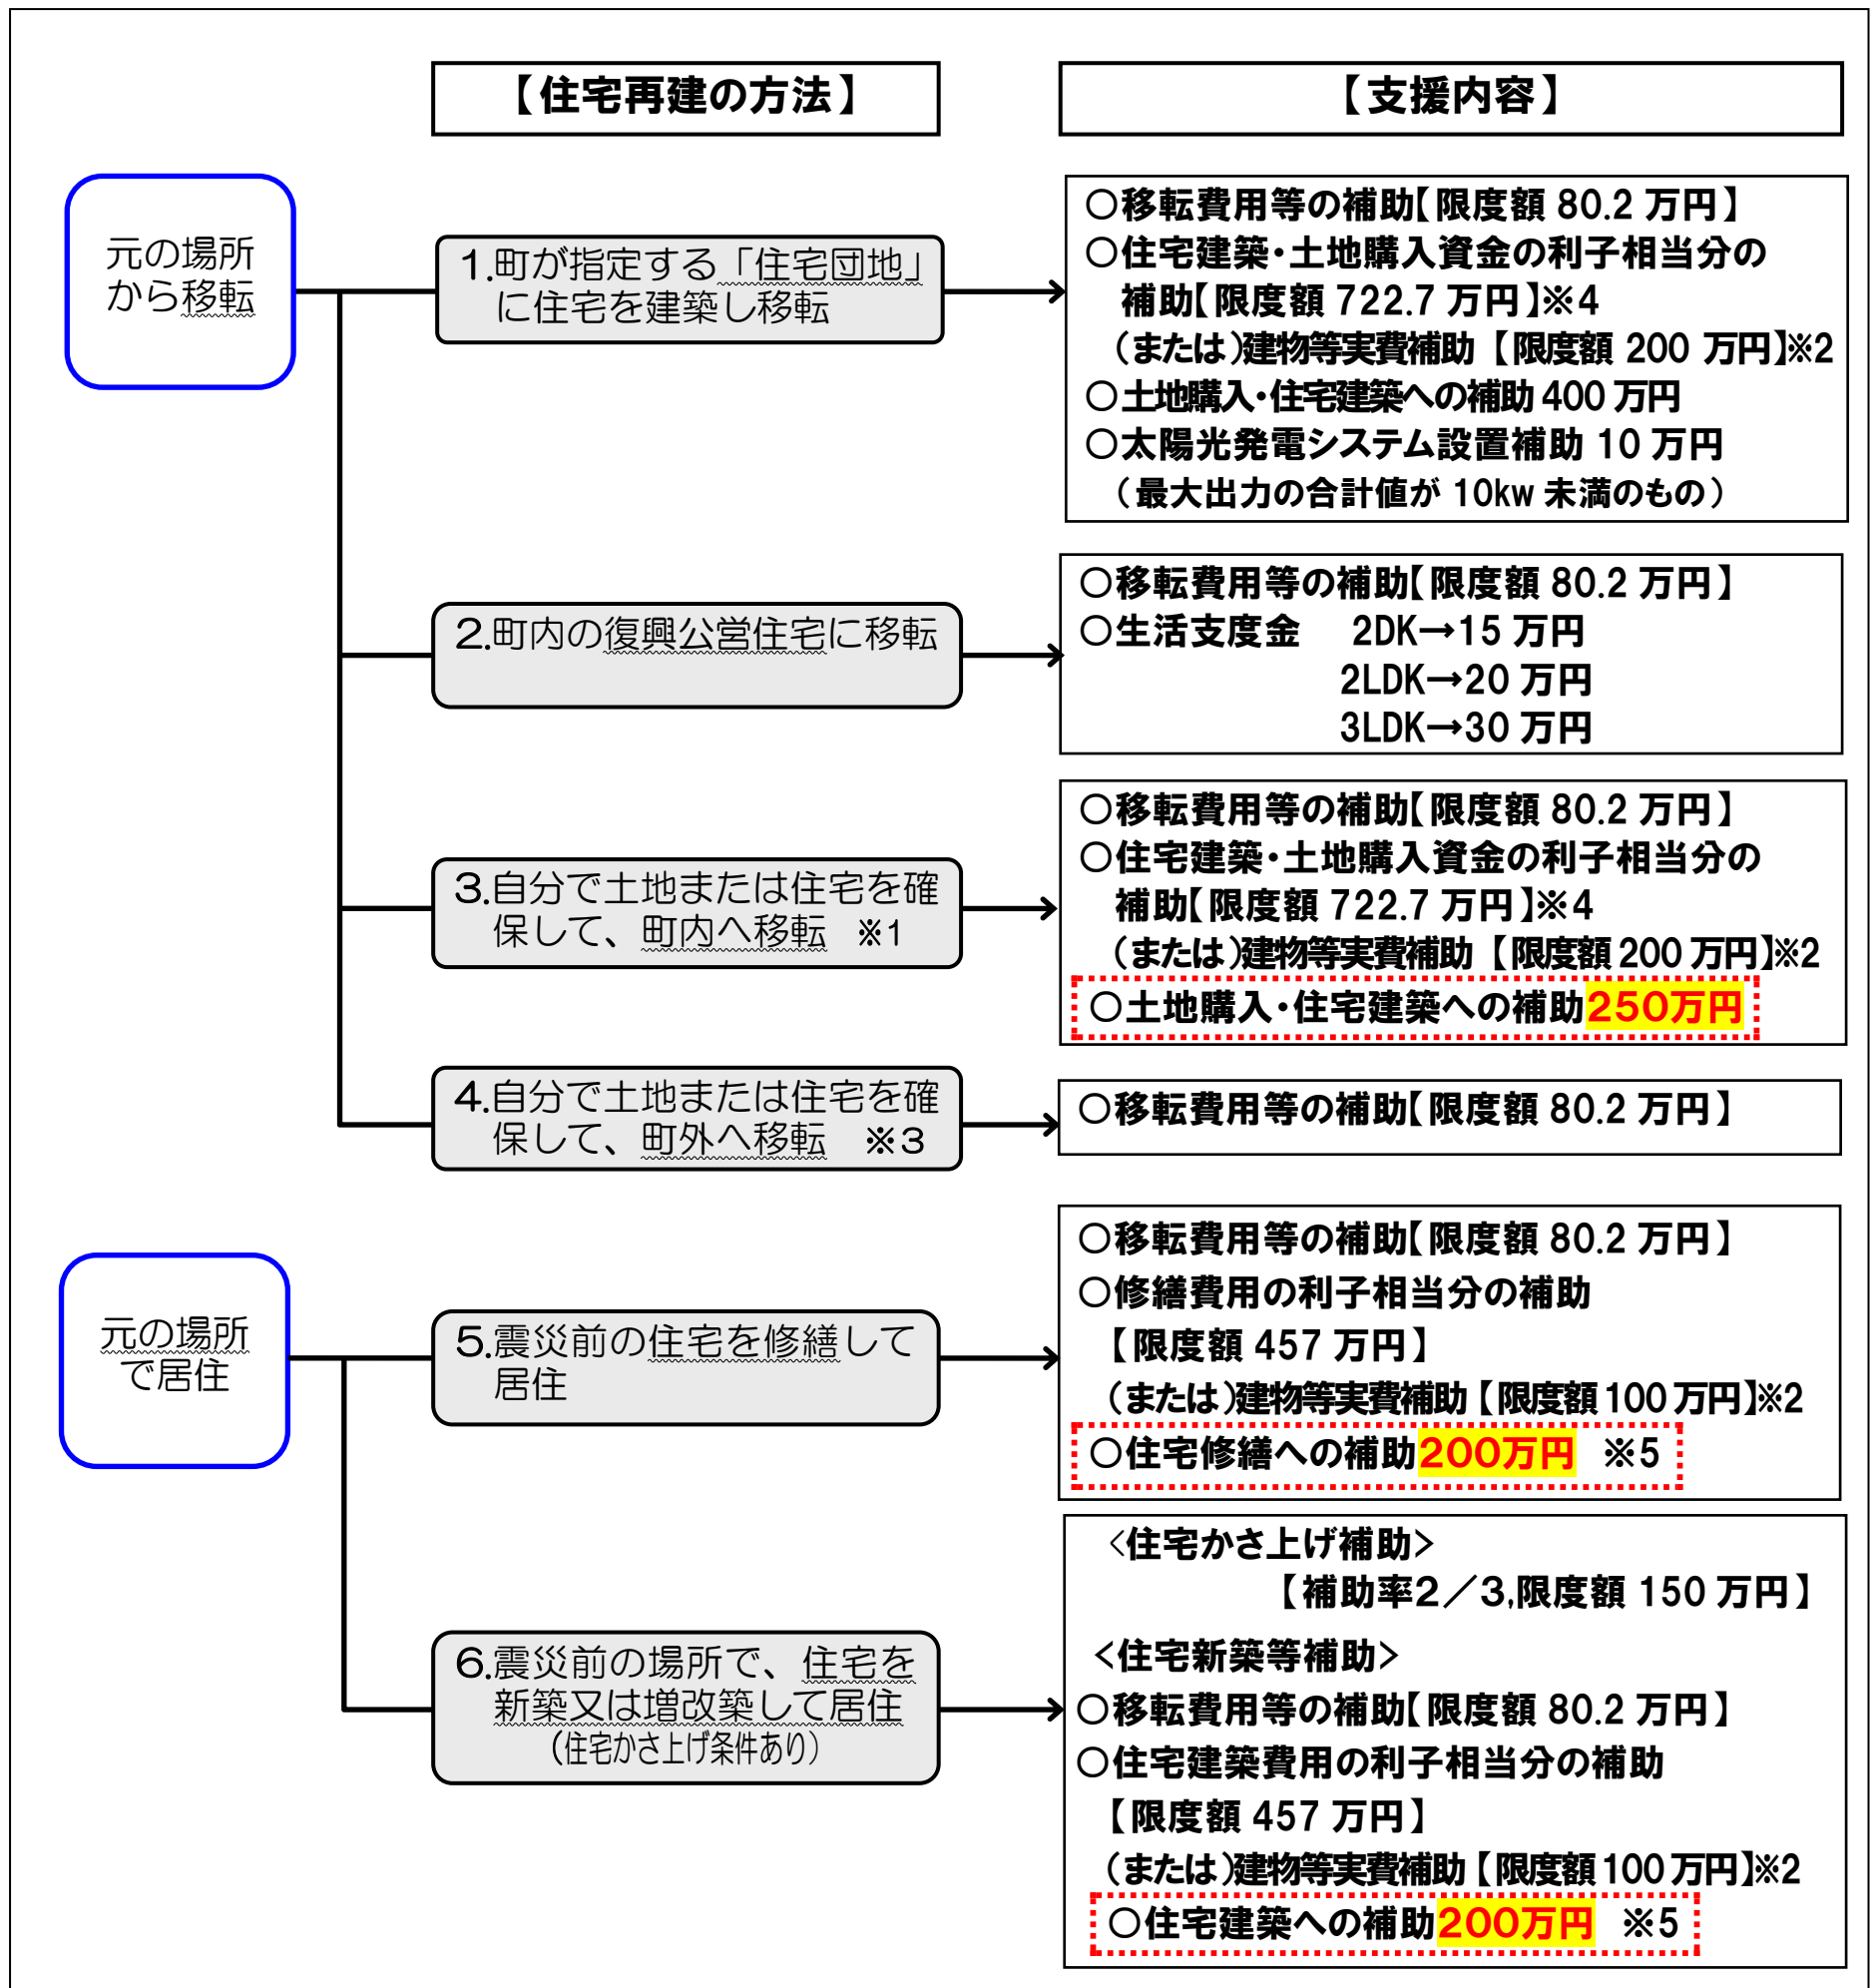 【住宅再建の方法】
【支援内容】
元の場所
から移転
1.町が指定する「住宅団地」
に住宅を建築し移転
○移転費用等の補助【限度額 80.2 万円】
○住宅建築・土地購入資金の利子相当分の
補助【限度額 722.7 万円】※4
(または)建物等実費補助【限度額 200 万円】※2
○土地購入・住宅建築への補助 400 万円
○太陽光発電システム設置補助 10 万円
(最大出力の合計値が 10kw 未満のもの)
2.町内の復興公営住宅に移転
○移転費用等の補助【限度額 80.2 万円】
○生活支度金 2DK→15 万円
2LDK→20 万円
3LDK→30 万円
3.自分で土地または住宅を確
保して、町内へ移転 ※1
○移転費用等の補助【限度額 80.2 万円】
○住宅建築・土地購入資金の利子相当分の
補助【限度額 722.7 万円】※4
(または)建物等実費補助【限度額 200 万円】※2
○土地購入・住宅建築への補助250万円
4.自分で土地または住宅を確
保して、町外へ移転 ※3
○移転費用等の補助【限度額 80.2 万円】
元の場所
で居住
5.震災前の住宅を修繕して
居住
○移転費用等の補助【限度額 80.2 万円】
○修繕費用の利子相当分の補助
【限度額 457 万円】
(または)建物等実費補助【限度額 100 万円】※2
○住宅修繕への補助200万円 ※5
6.震災前の場所で、住宅を
新築又は増改築して居住
(住宅かさ上げ条件あり)
<住宅かさ上げ補助>
【補助率2/3,限度額 150 万円】
<住宅新築等補助>
○移転費用等の補助【限度額 80.2 万円】
○住宅建築費用の利子相当分の補助
【限度額 457 万円】
(または)建物等実費補助【限度額 100 万円】※2
○住宅建築への補助200万円 ※5